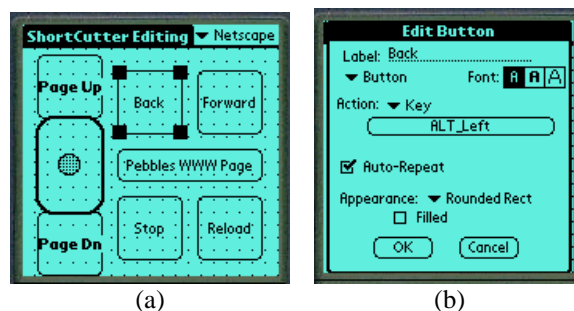 ShortCutter Editing Netscape
Page Up
Back Forward
Pebbles WWW Page
Stop Reload
Page Dn
(a)
Edit Button
Label: Back
Button Font: A A A
Action: Key
ALT_Left
Auto-Repeat
Appearance: Rounded Rect
Filled
OK Cancel
(b)